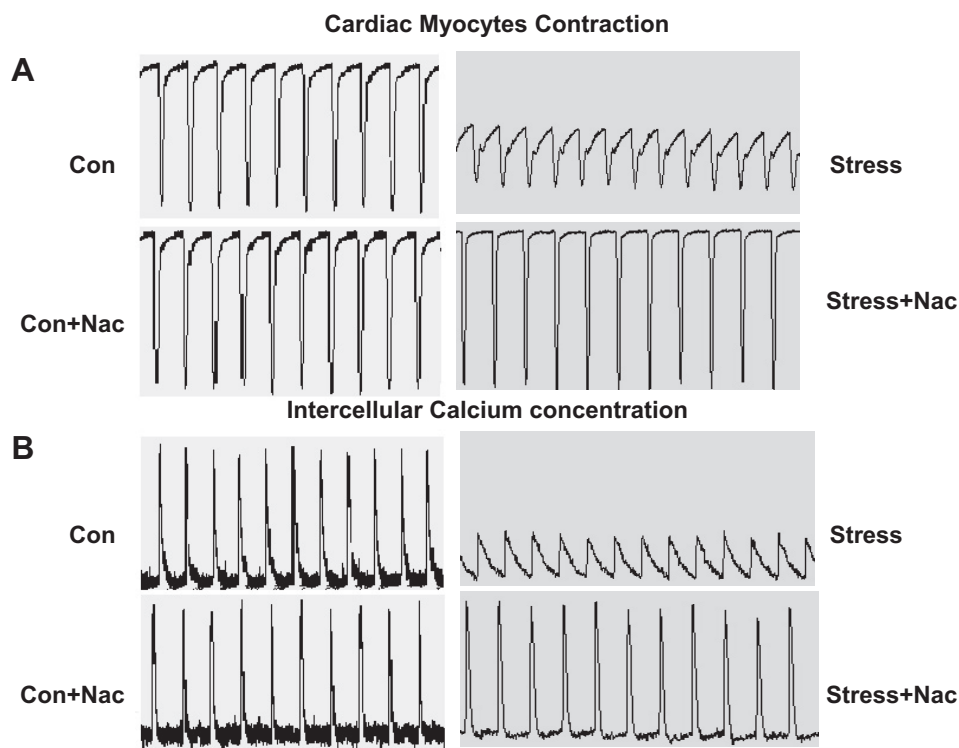 Cardiac Myocytes Contraction
A
Con
Stress
Con+Nac
Stress+Nac
Intercellular Calcium concentration
B
Con
Stress
Con+Nac
Stress+Nac